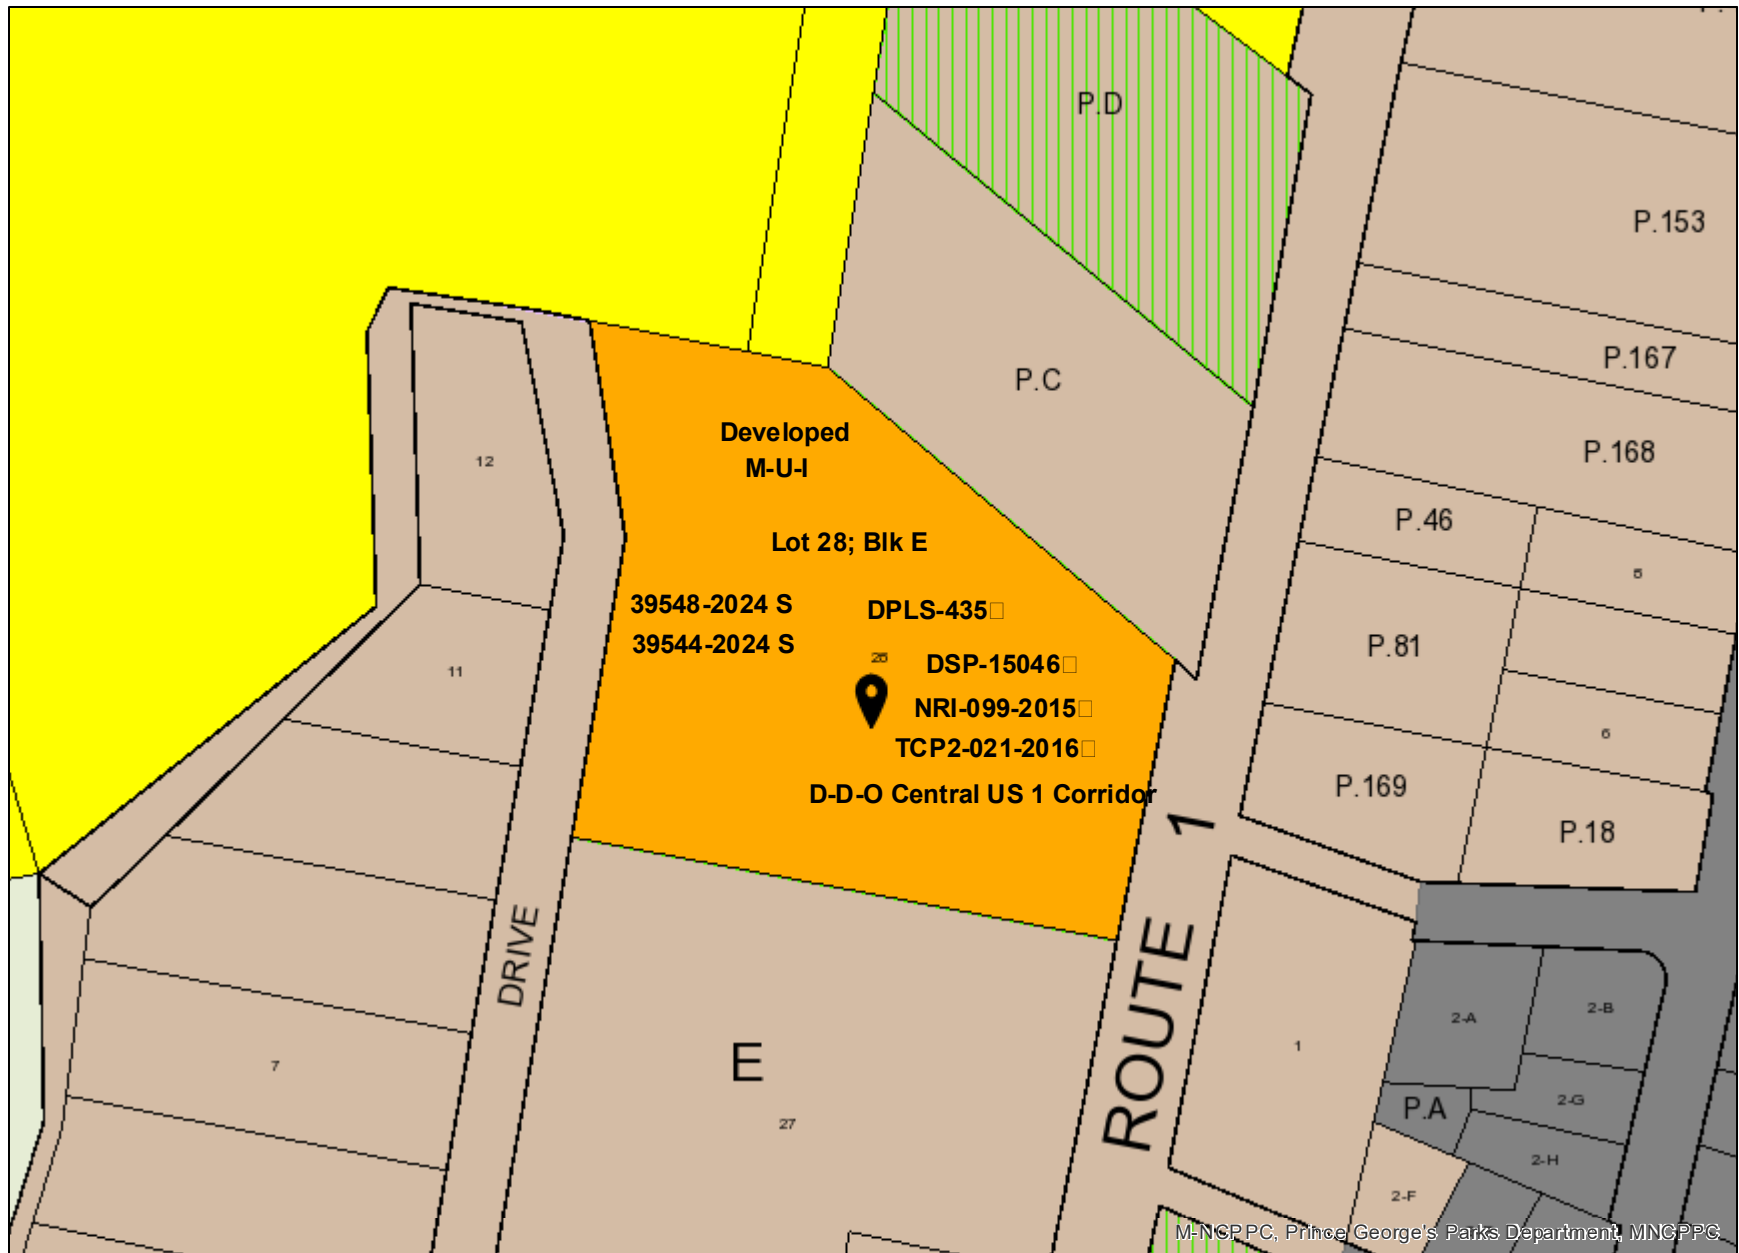 P.D
P.153
P.167
P.C
Developed
M-U-I
P.168
12
P.46
Lot 28; Blk E
39548-2024 S
DPLS-435
39544-2024 S
P.81
DSP-15046
11
NRI-099-2015
6
TCP2-021-2016
P.169
D-D-O Central US 1 Corridor
P.18
ROUTE 1
DRIVE
2-A
2-B
E
1
7
2-G
P.A
27
2-H
2-F
M-NCPPC, Prince George's Parks Department, MNCPPC